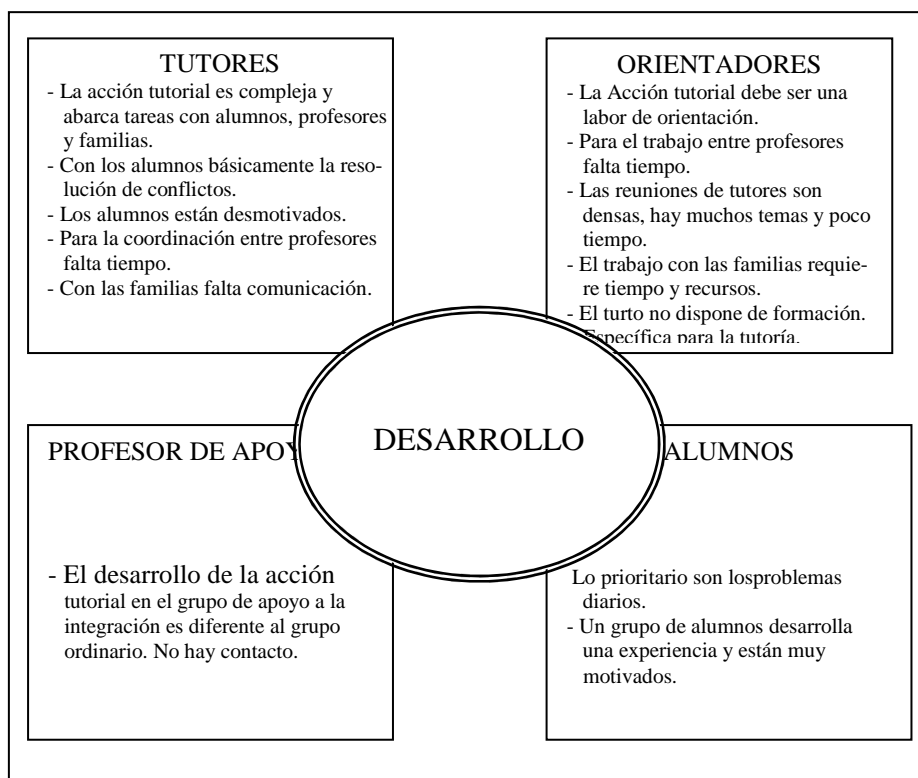 TUTORES
- La acción tutorial es compleja y
abarca tareas con alumnos, profesores
y familias.
- Con los alumnos básicamente la reso-
lución de conflictos.
- Los alumnos están desmotivados.
- Para la coordinación entre profesores
falta tiempo.
- Con las familias falta comunicación.
ORIENTADORES
- La Acción tutorial debe ser una
labor de orientación.
- Para el trabajo entre profesores
falta tiempo.
- Las reuniones de tutores son
densas, hay muchos temas y poco
tiempo.
- El trabajo con las familias requie-
re tiempo y recursos.
- El turto no dispone de formación.
Específica para la tutoría.
DESARROLLO
PROFESOR DE APOY
- El desarrollo de la acción
tutorial en el grupo de apoyo a la
integración es diferente al grupo
ordinario. No hay contacto.
ALUMNOS
Lo prioritario son losproblemas
diarios.
- Un grupo de alumnos desarrolla
una experiencia y están muy
motivados.